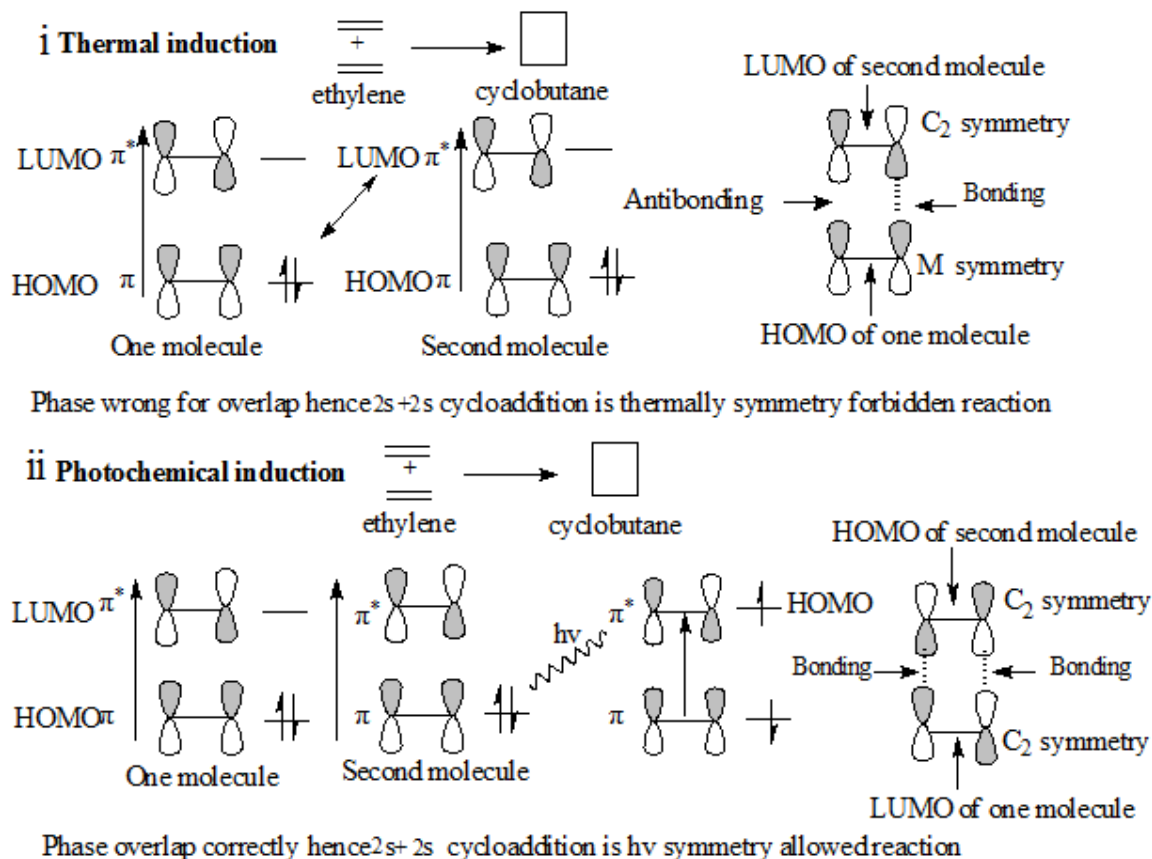 i Thermal induction
+
ethylene
cyclobutane
LUMO of second molecule
C2 symmetry
LUMO π*
LUMO π*
Antibonding
Bonding
HOMO π
HOMO π
M symmetry
One molecule
Second molecule
HOMO of one molecule
Phase wrong for overlap hence 2s+2s cycloaddition is thermally symmetry forbidden reaction
ii Photochemical induction
+
ethylene
cyclobutane
HOMO of second molecule
LUMO π*
π*
hν
π*
HOMO
C2 symmetry
Bonding
Bonding
HOMO π
π
π
C2 symmetry
One molecule
Second molecule
LUMO of one molecule
Phase overlap correctly hence 2s+2s cycloaddition is hν symmetry allowed reaction